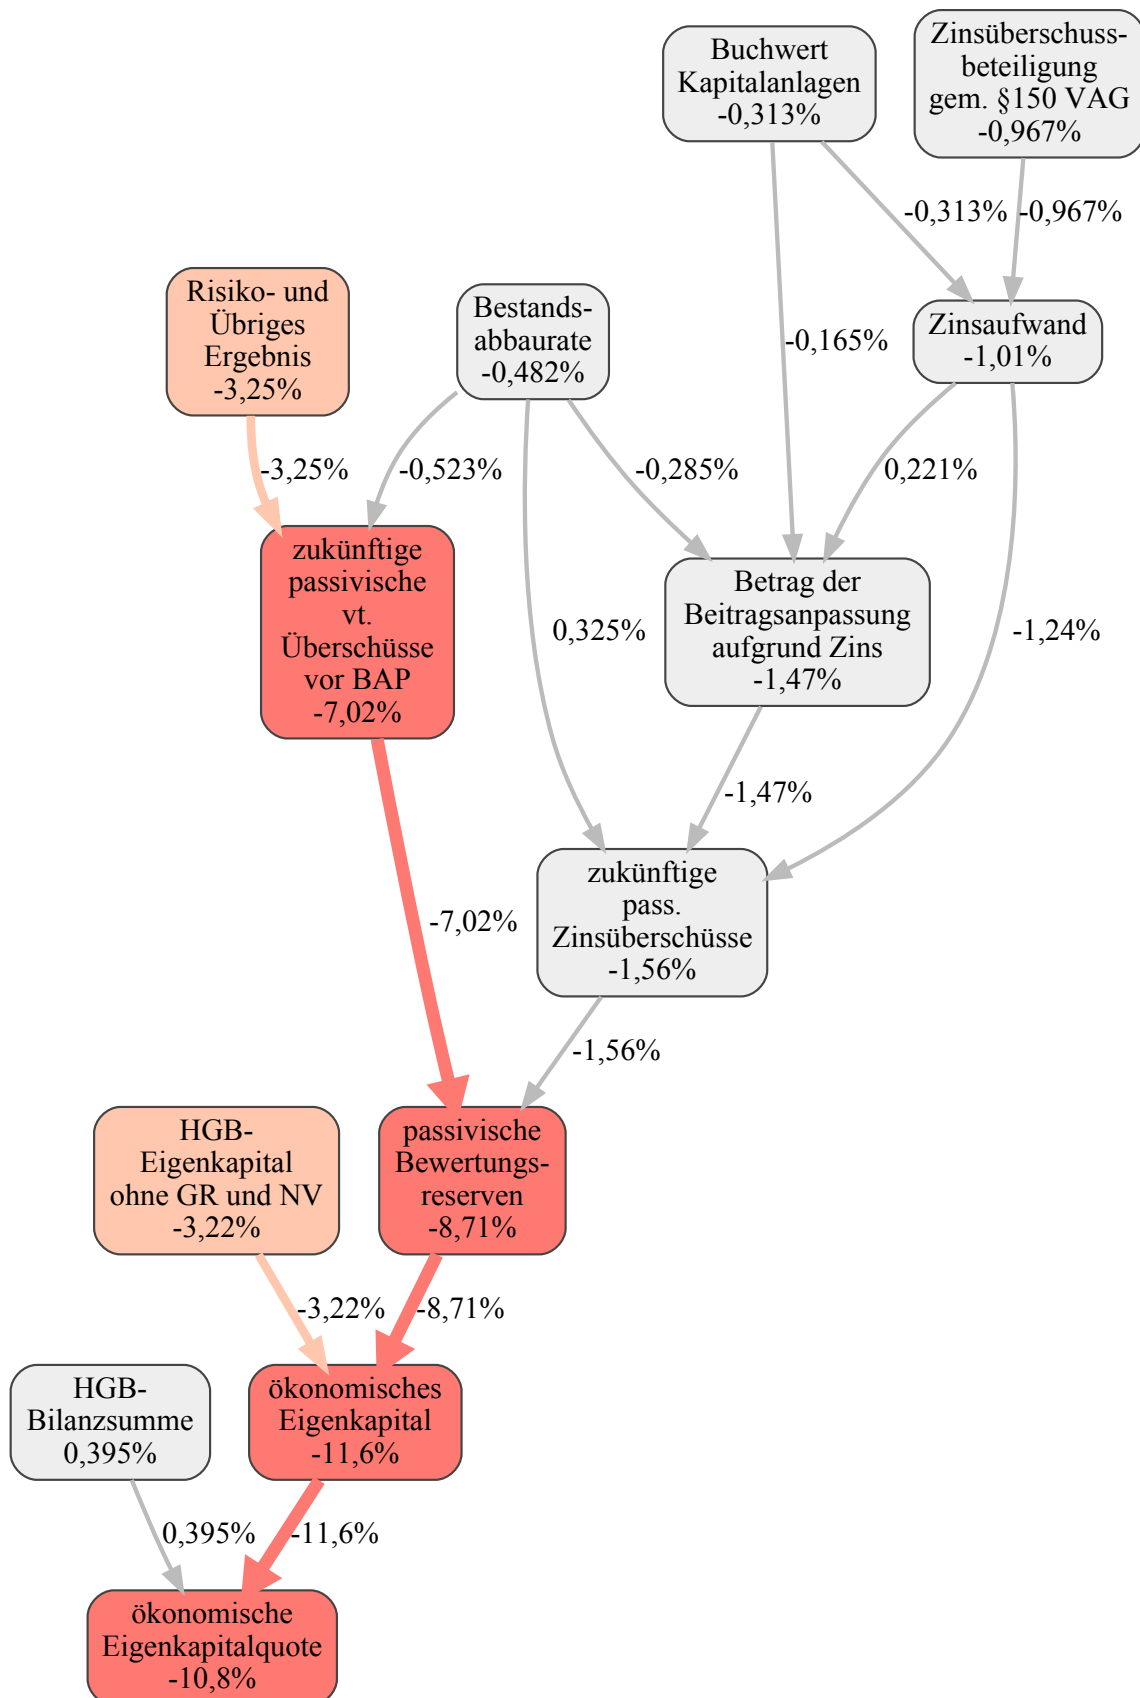 Buchwert
Kapitalanlagen
-0,313%
Zinsüberschuss-
beteiligung
gem. §150 VAG
-0,967%
-0,313%
-0,967%
Risiko- und
Übriges
Ergebnis
-3,25%
Bestands-
abbaurate
-0,482%
-0,165%
Zinsaufwand
-1,01%
-3,25%
-0,523%
-0,285%
0,221%
zukünftige
passivische
vt.
Überschüsse
vor BAP
-7,02%
0,325%
Betrag der
Beitragsanpassung
aufgrund Zins
-1,47%
-1,24%
-1,47%
-7,02%
zukünftige
pass.
Zinsüberschüsse
-1,56%
-1,56%
HGB-
Eigenkapital
ohne GR und NV
-3,22%
passivische
Bewertungs-
reserven
-8,71%
-3,22%
-8,71%
HGB-
Bilanzsumme
0,395%
ökonomisches
Eigenkapital
-11,6%
0,395%
-11,6%
ökonomische
Eigenkapitalquote
-10,8%